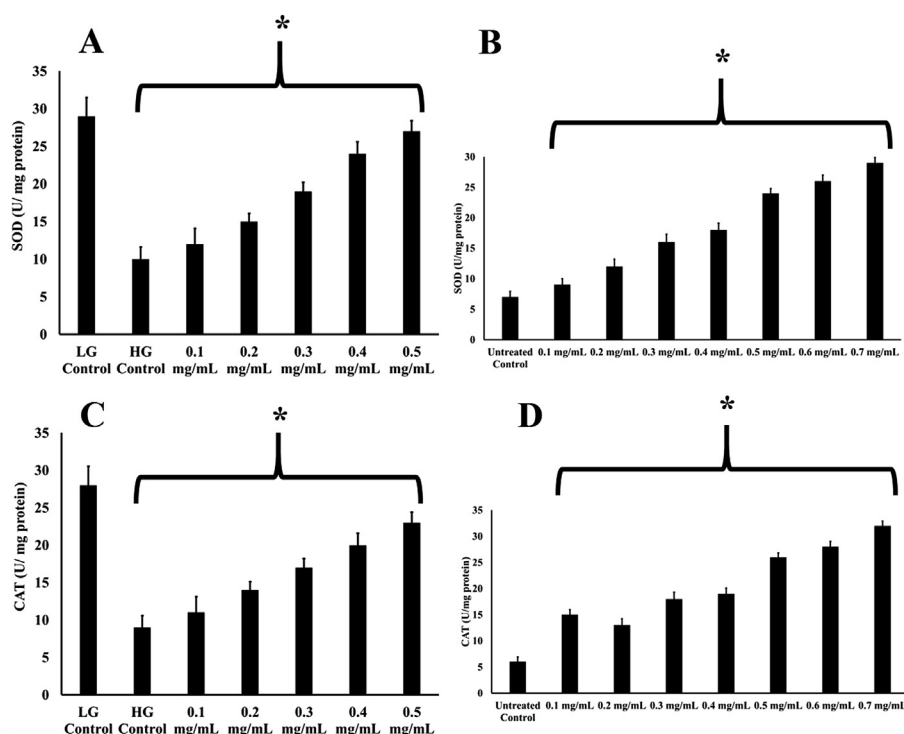 A
*
35
30
25
20
15
10
5
0
SOD (U/ mg protein)
LG HG 0.1 0.2 0.3 0.4 0.5
Control Control mg/mL mg/mL mg/mL mg/mL mg/mL
B
*
30
25
20
15
10
5
0
SOD (U/mg protein)
Untreated 0.1 mg/mL 0.2 mg/mL 0.3 mg/mL 0.4 mg/mL 0.5 mg/mL 0.6 mg/mL 0.7 mg/mL
Control
C
*
35
30
25
20
15
10
5
0
CAT (U/ mg protein)
LG HG 0.1 0.2 0.3 0.4 0.5
Control Control mg/mL mg/mL mg/mL mg/mL mg/mL
D
*
35
30
25
20
15
10
5
0
CAT (U/mg protein)
Untreated 0.1 mg/mL 0.2 mg/mL 0.3 mg/mL 0.4 mg/mL 0.5 mg/mL 0.6 mg/mL 0.7 mg/mL
Control